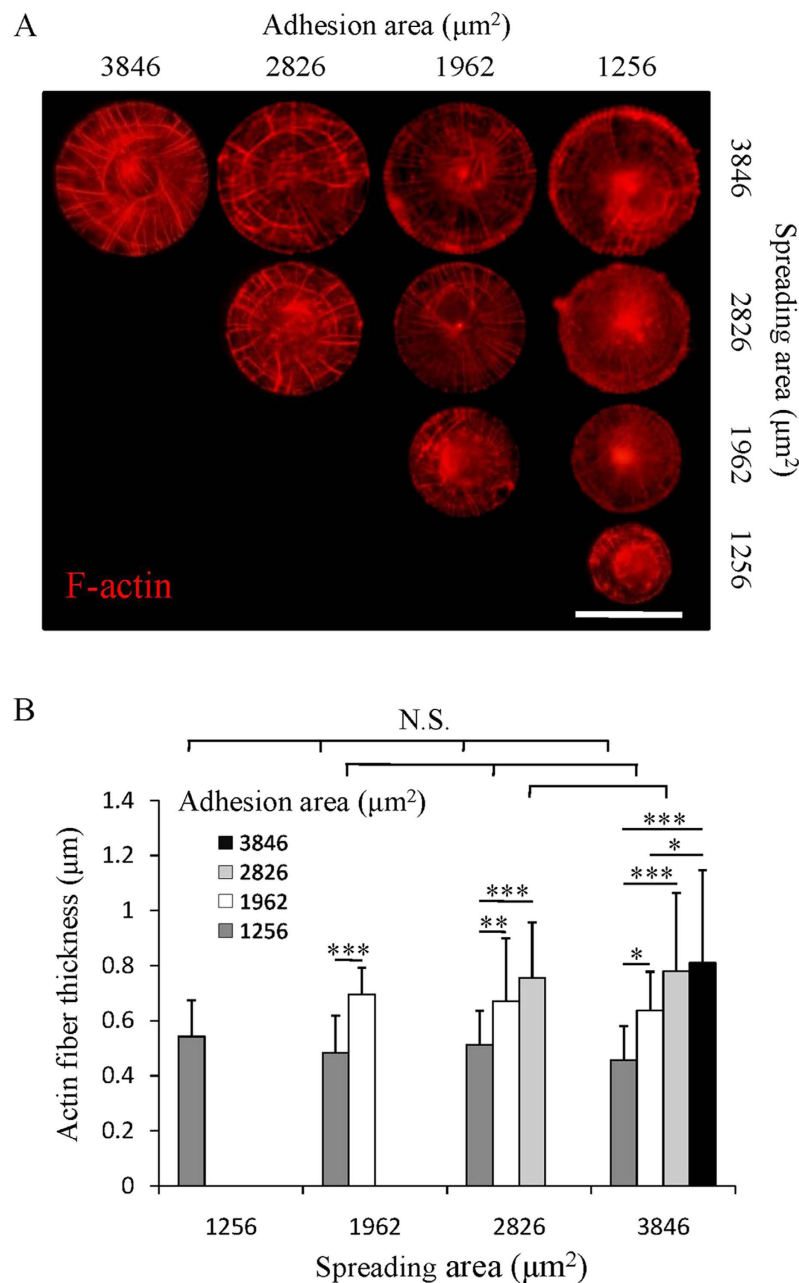 A
Adhesion area (μm²)
3846 2826 1962 1256
3846
2826
1962
1256
Spreading area (μm²)
F-actin
B
N.S.
Adhesion area (μm²)
3846
2826
1962
1256
1.4
1.2
1
0.8
0.6
0.4
0.2
0
Actin fiber thickness (μm)
***
**
***
*
***
*
***
1256 1962 2826 3846
Spreading area (μm²)